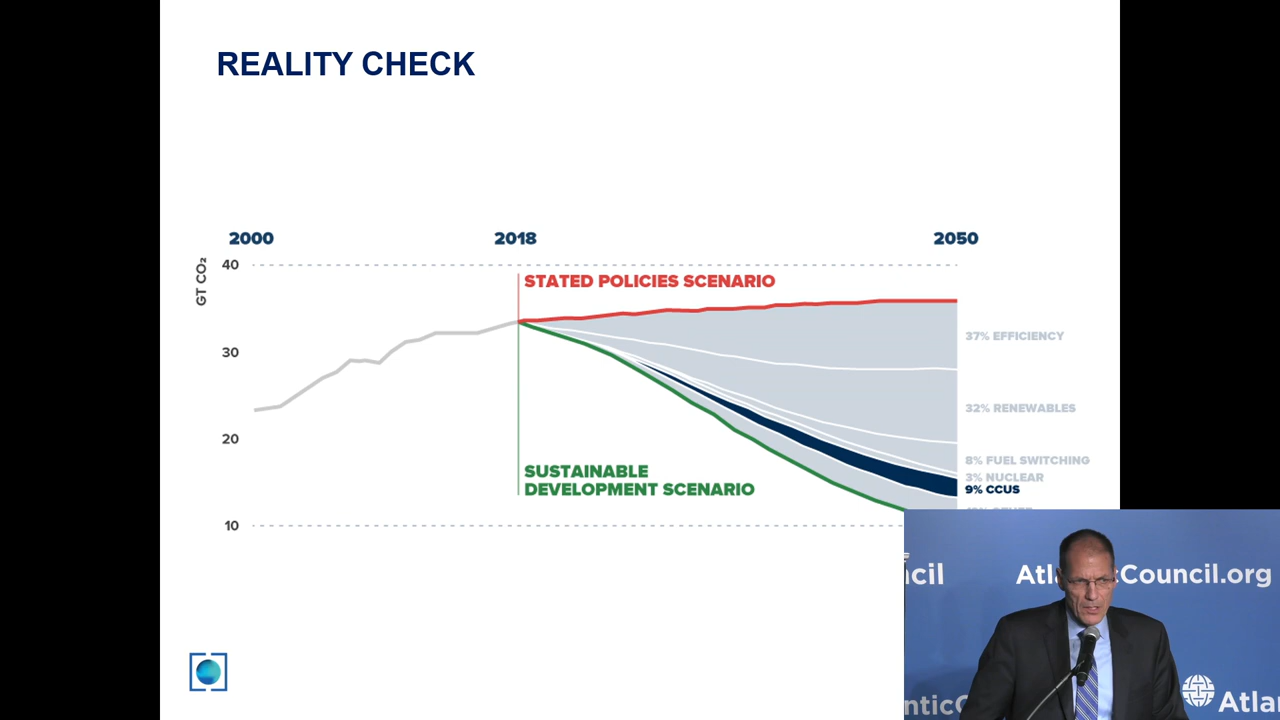 REALITY CHECK
2000 2018 2050
GT CO₂
40
STATED POLICIES SCENARIO
37% EFFICIENCY
30
32% RENEWABLES
20
8% FUEL SWITCHING
SUSTAINABLE
DEVELOPMENT SCENARIO
3% NUCLEAR
9% CCUS
10
AtlanticCouncil.org